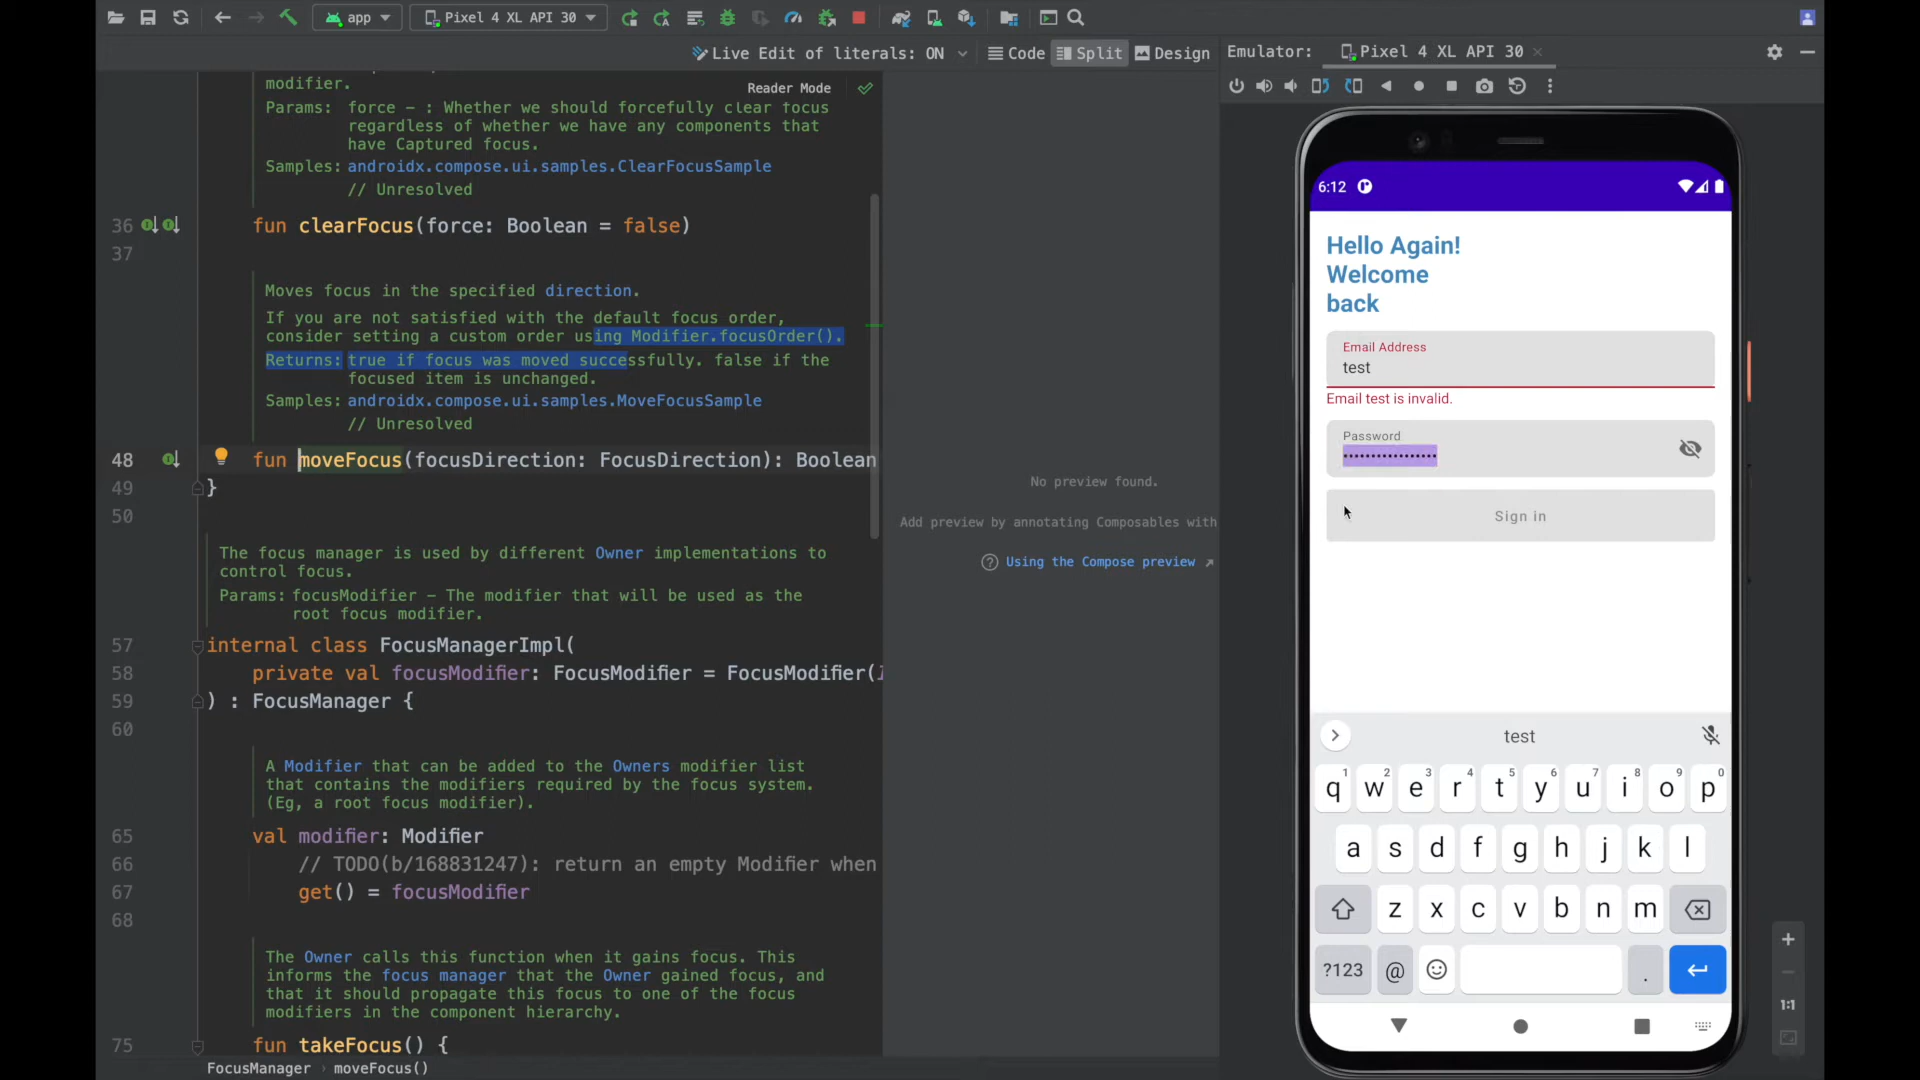 app
Pixel 4 XL API 30
Live Edit of literals: ON
Code
Split
Design
Emulator:
Pixel 4 XL API 30
modifier.
Reader Mode
Params: force – : Whether we should forcefully clear focus
regardless of whether we have any components that
have Captured focus.
Samples: androidx.compose.ui.samples.ClearFocusSample
// Unresolved
36 fun clearFocus(force: Boolean = false)
37
Moves focus in the specified direction.
If you are not satisfied with the default focus order,
consider setting a custom order using Modifier.focusOrder().
Returns: true if focus was moved successfully. false if the
focused item is unchanged.
Samples: androidx.compose.ui.samples.MoveFocusSample
// Unresolved
48 fun moveFocus(focusDirection: FocusDirection): Boolean
49 }
50
The focus manager is used by different Owner implementations to
control focus.
Params: focusModifier – The modifier that will be used as the
root focus modifier.
57 internal class FocusManagerImpl(
58 private val focusModifier: FocusModifier = FocusModifier(
59 ) : FocusManager {
60
A Modifier that can be added to the Owners modifier list
that contains the modifiers required by the focus system.
(Eg, a root focus modifier).
65 val modifier: Modifier
66 // TODO(b/168831247): return an empty Modifier when
67 get() = focusModifier
68
The Owner calls this function when it gains focus. This
informs the focus manager that the Owner gained focus, and
that it should propagate this focus to one of the focus
modifiers in the component hierarchy.
75 fun takeFocus() {
FocusManager › moveFocus()
No preview found.
Add preview by annotating Composables with
Using the Compose preview
6:12
Hello Again!
Welcome
back
Email Address
test
Email test is invalid.
Password
•••••••••••••••••
Sign in
test
q1 w2 e3 r4 t5 y6 u7 i8 o9 p0
a s d f g h j k l
z x c v b n m
?123 @ .
1:1